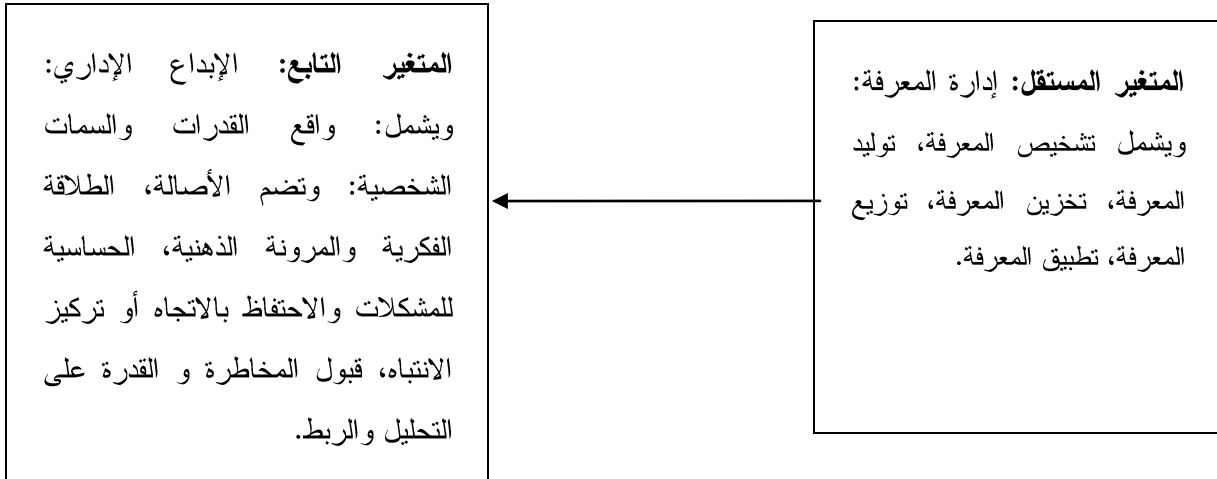 المتغير المستقل: إدارة المعرفة:
ويشمل تشخيص المعرفة، توليد
المعرفة، تخزين المعرفة، توزيع
المعرفة، تطبيق المعرفة.
المتغير التابع: الإبداع الإداري:
ويشمل: واقع القدرات والسمات
الشخصية: وتضم الأصالة، الطلاقة
الفكرية والمرونة الذهنية، الحساسية
للمشكلات والاحتفاظ بالاتجاه أو تركيز
الانتباه، قبول المخاطرة و القدرة على
التحليل والربط.